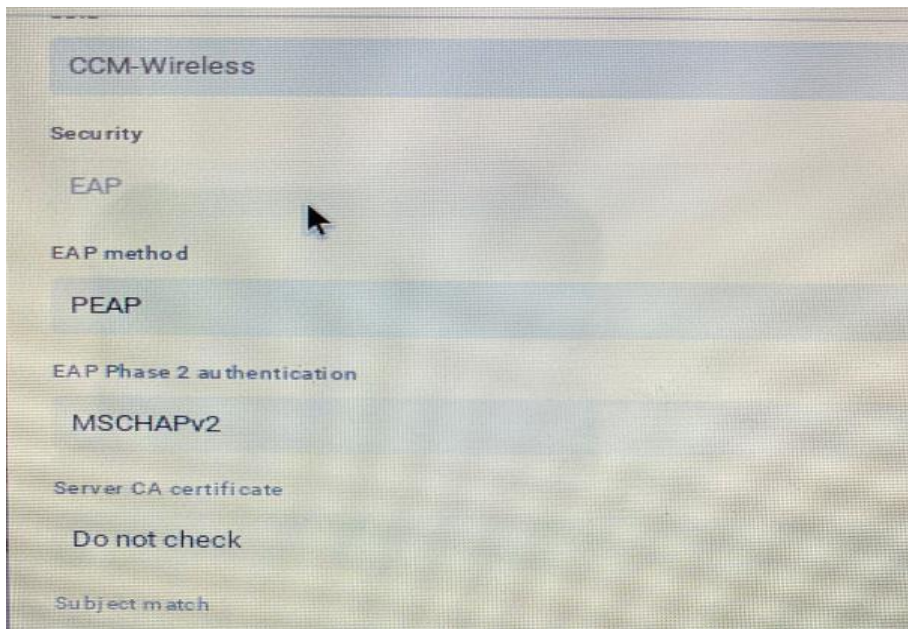 CCM-Wireless
Security
EAP
EAP method
PEAP
EAP Phase 2 authentication
MSCHAPv2
Server CA certificate
Do not check
Subject match